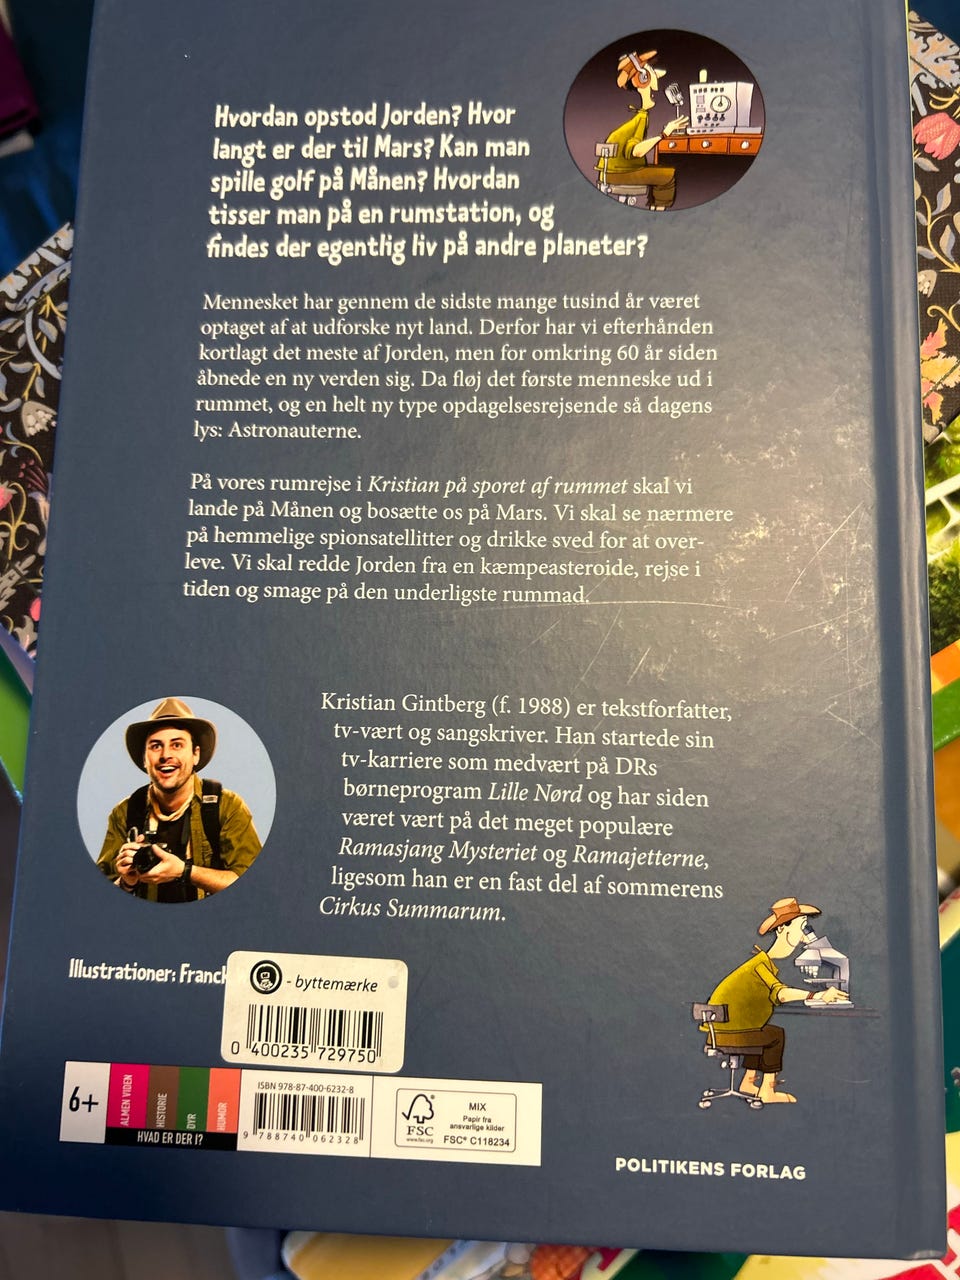 Hvordan opstod Jorden? Hvor
langt er der til Mars? Kan man
spille golf på Månen? Hvordan
tisser man på en rumstation, og
findes der egentlig liv på andre planeter?
Mennesket har gennem de sidste mange tusind år været
optaget af at udforske nyt land. Derfor har vi efterhånden
kortlagt det meste af Jorden, men for omkring 60 år siden
åbnede en ny verden sig. Da fløj det første menneske ud i
rummet, og en helt ny type opdagelsesrejsende så dagens
lys: Astronauterne.
På vores rumrejse i Kristian på sporet af rummet skal vi
lande på Månen og bosætte os på Mars. Vi skal se nærmere
på hemmelige spionsatellitter og drikke sved for at over-
leve. Vi skal redde Jorden fra en kæmpeasteroide, rejse i
tiden og smage på den underligste rummad.
Kristian Gintberg (f. 1988) er tekstforfatter,
tv-vært og sangskriver. Han startede sin
tv-karriere som medvært på DRs
børneprogram Lille Nørd og har siden
været vært på det meget populære
Ramasjang Mysteriet og Ramajetterne,
ligesom han er en fast del af sommerens
Cirkus Summarum.
Illustrationer: Franck
- byttemærke
0 400235 729750
6+
ALMEN VIDEN
HISTORIE
DYR
HUMOR
HVAD ER DER I?
ISBN 978-87-400-6232-8
9 788740 062328
FSC
www.fsc.org
MIX
Papir fra
ansvarlige kilder
FSC® C118234
POLITIKENS FORLAG